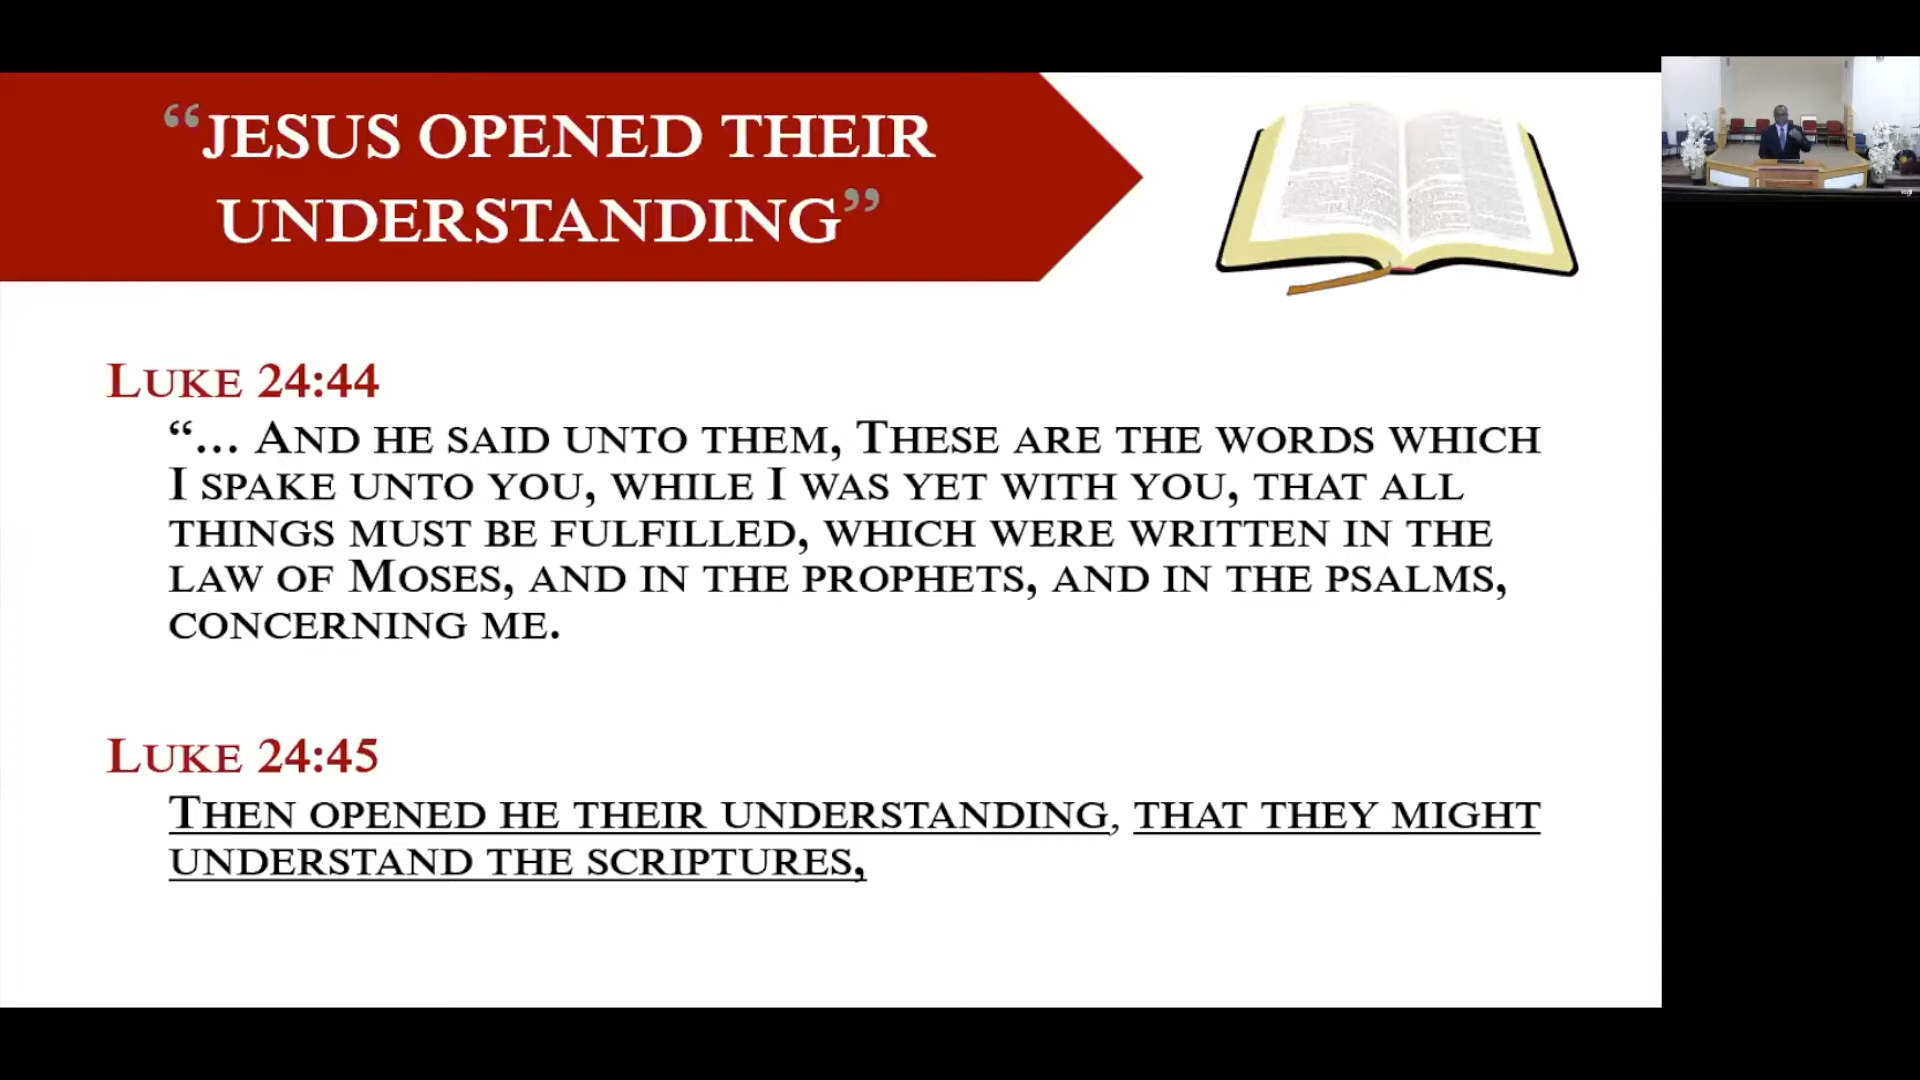 “JESUS OPENED THEIR
UNDERSTANDING”
LUKE 24:44
“... AND HE SAID UNTO THEM, THESE ARE THE WORDS WHICH
I SPAKE UNTO YOU, WHILE I WAS YET WITH YOU, THAT ALL
THINGS MUST BE FULFILLED, WHICH WERE WRITTEN IN THE
LAW OF MOSES, AND IN THE PROPHETS, AND IN THE PSALMS,
CONCERNING ME.
LUKE 24:45
THEN OPENED HE THEIR UNDERSTANDING, THAT THEY MIGHT
UNDERSTAND THE SCRIPTURES,